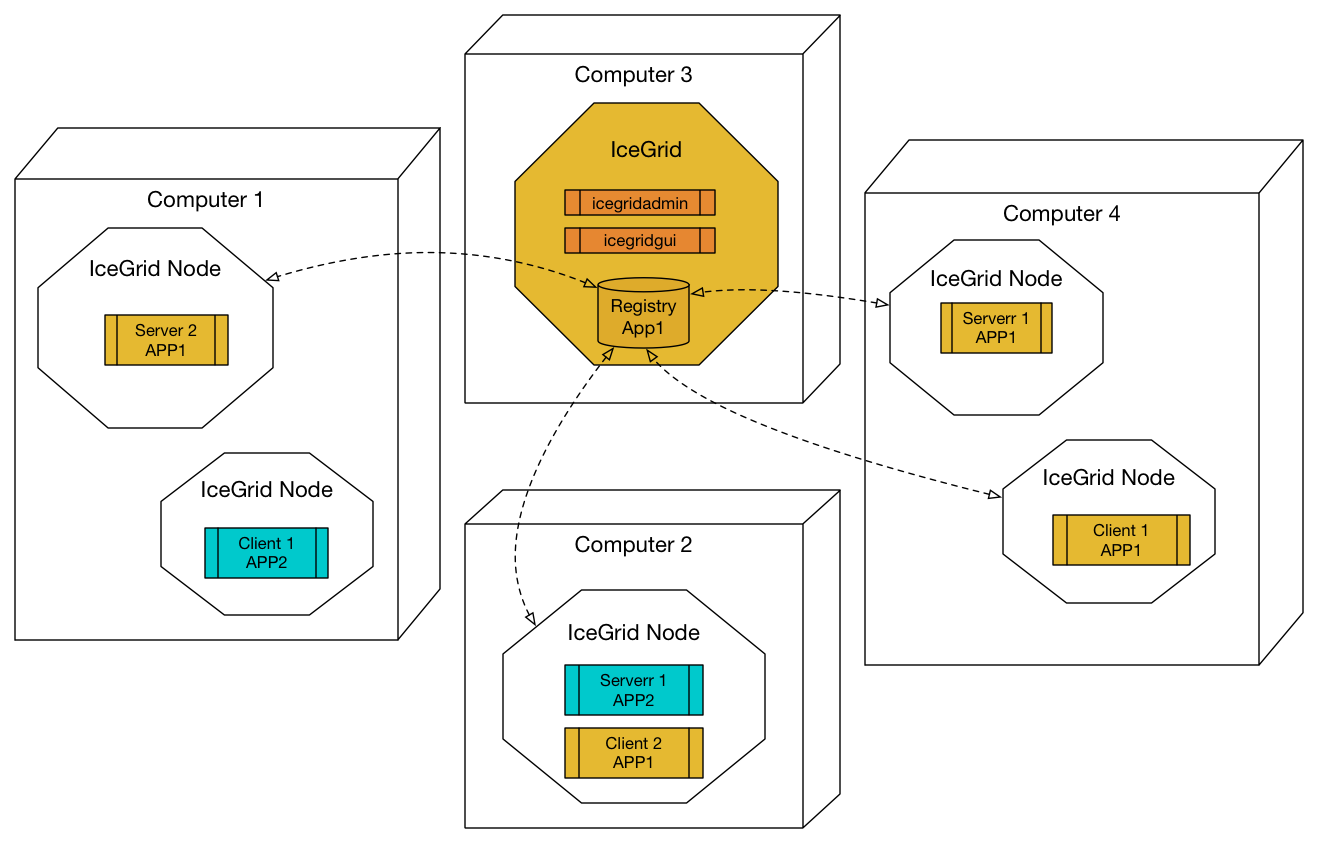 Computer 3
IceGrid
icegridadmin
icegridgui
Registry
App1
Computer 1
IceGrid Node
Server 2
APP1
IceGrid Node
Client 1
APP2
Computer 4
IceGrid Node
Serverr 1
APP1
IceGrid Node
Client 1
APP1
Computer 2
IceGrid Node
Serverr 1
APP2
Client 2
APP1